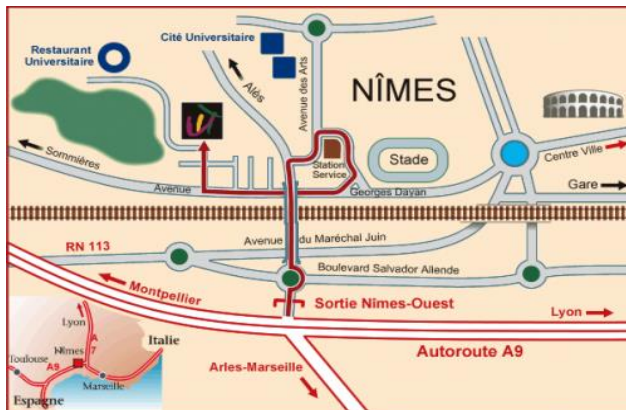 Restaurant
Universitaire
Cité Universitaire
Alés
Avenue des Arts
NÎMES
Sommières
Station
Service
Stade
Centre Ville
Avenue
Georges Dayan
Gare
RN 113
Avenue du Maréchal Juin
Boulevard Salvador Allende
Montpellier
Sortie Nîmes-Ouest
Lyon
Autoroute A9
Arles-Marseille
Lyon
A
7
Italie
Nîmes
Toulouse
A9
Marseille
Espagne